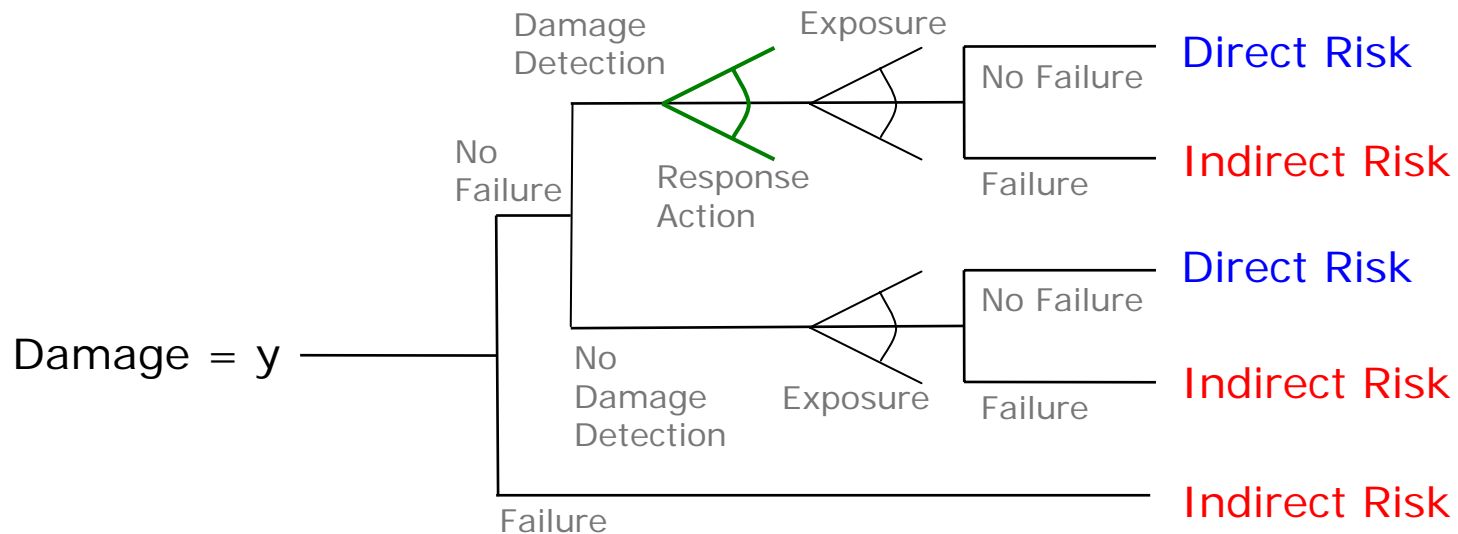 Damage
Detection
Exposure
Direct Risk
No Failure
No
Failure
Response
Action
Failure
Indirect Risk
Direct Risk
No Failure
Damage = y
No
Damage
Detection
Exposure
Failure
Indirect Risk
Failure
Indirect Risk